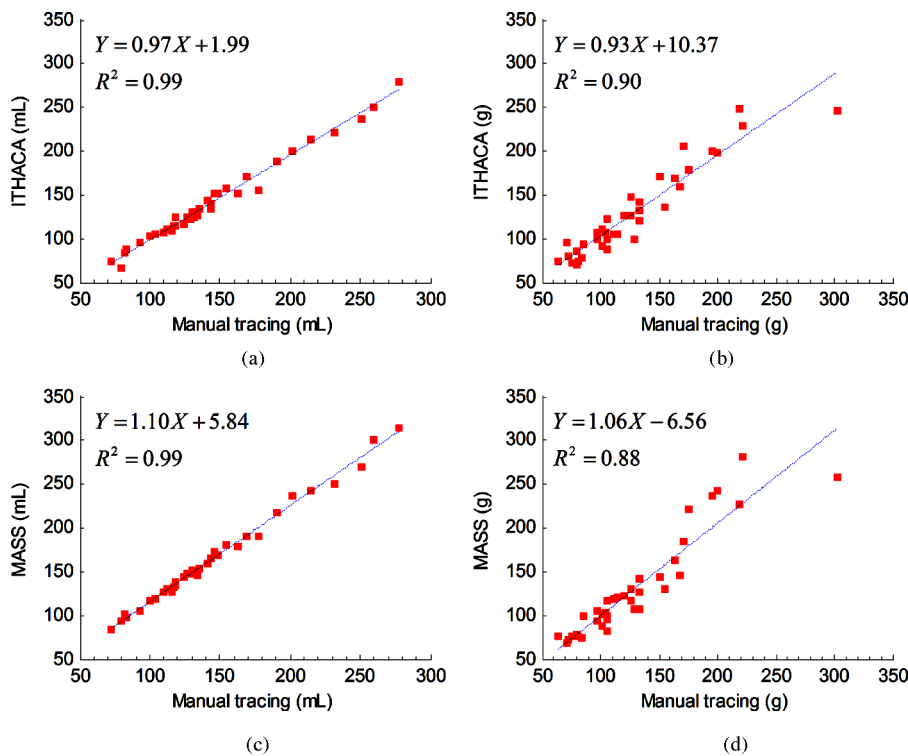 350
300
250
200
150
100
50
ITHACA (mL)
Y=0.97X+1.99
R²=0.99
50 100 150 200 250 300
Manual tracing (mL)
(a)
350
300
250
200
150
100
50
ITHACA (g)
Y=0.93X+10.37
R²=0.90
50 100 150 200 250 300 350
Manual tracing (g)
(b)
350
300
250
200
150
100
50
MASS (mL)
Y=1.10X+5.84
R²=0.99
50 100 150 200 250 300
Manual tracing (mL)
(c)
350
300
250
200
150
100
50
MASS (g)
Y=1.06X−6.56
R²=0.88
50 100 150 200 250 300 350
Manual tracing (g)
(d)